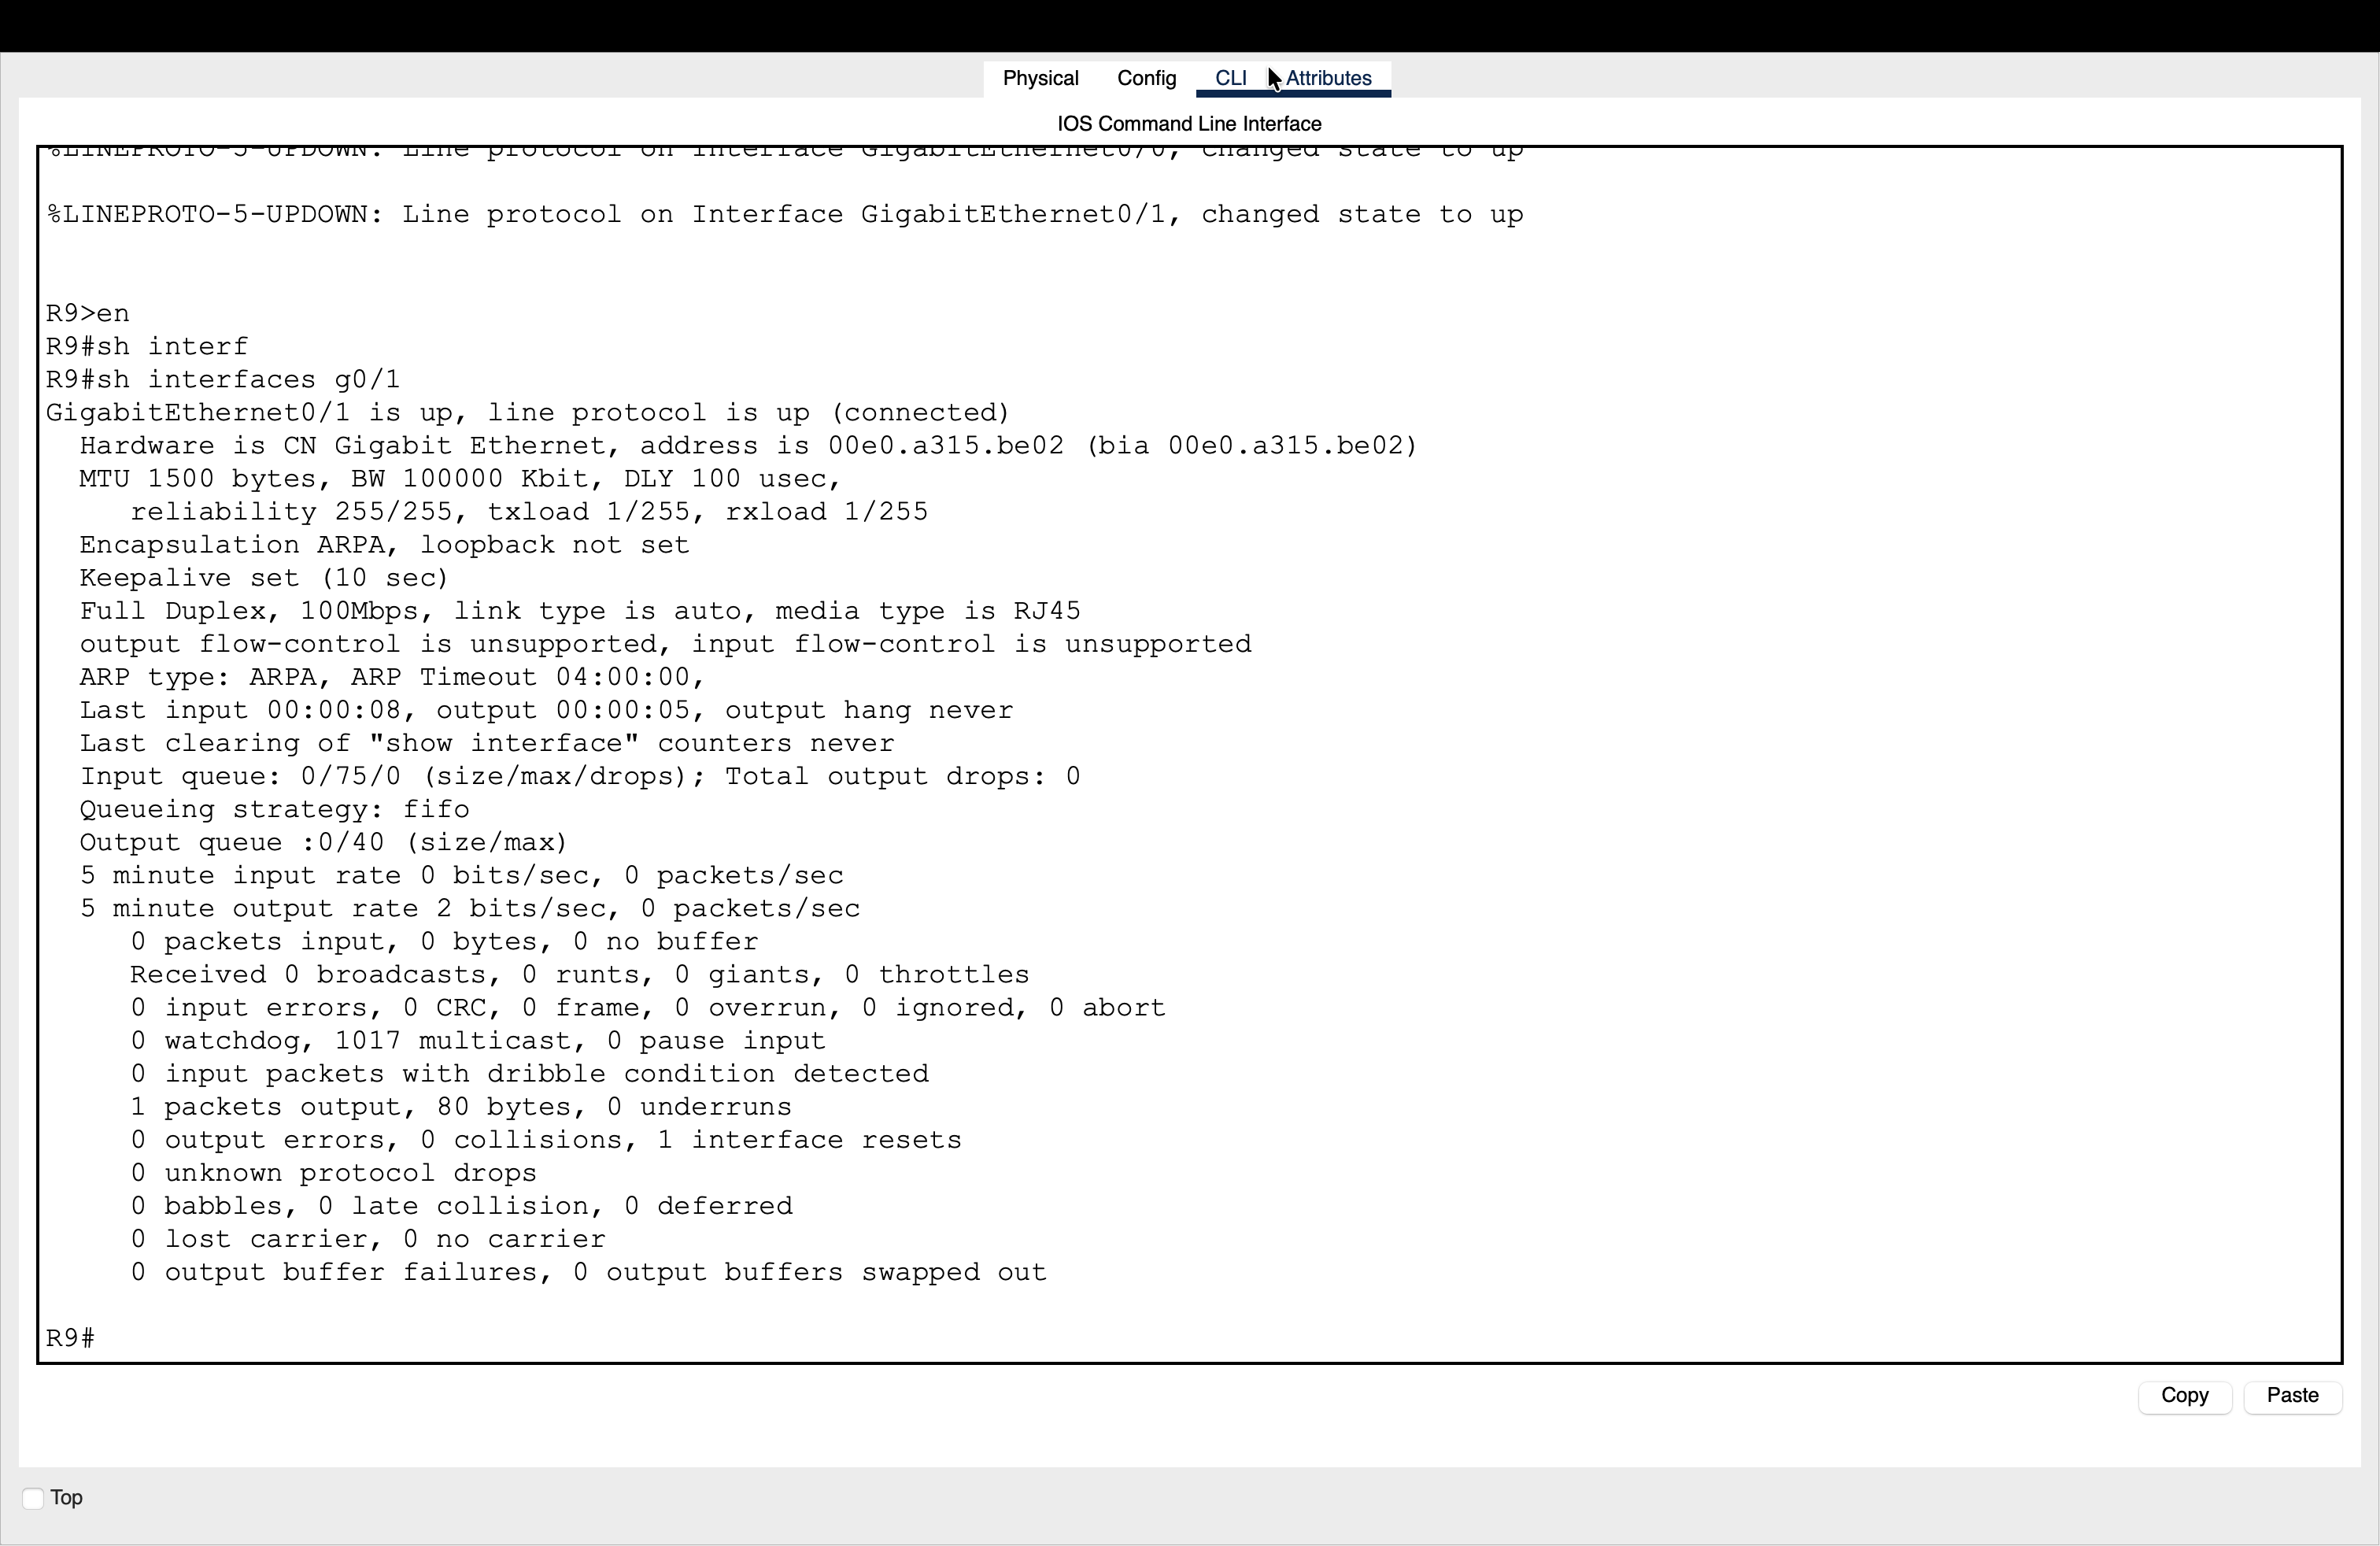 Physical Config CLI Attributes
IOS Command Line Interface
%LINEPROTO-5-UPDOWN: Line protocol on Interface GigabitEthernet0/0, changed state to up
%LINEPROTO-5-UPDOWN: Line protocol on Interface GigabitEthernet0/1, changed state to up
R9>en
R9#sh interf
R9#sh interfaces g0/1
GigabitEthernet0/1 is up, line protocol is up (connected)
Hardware is CN Gigabit Ethernet, address is 00e0.a315.be02 (bia 00e0.a315.be02)
MTU 1500 bytes, BW 100000 Kbit, DLY 100 usec,
reliability 255/255, txload 1/255, rxload 1/255
Encapsulation ARPA, loopback not set
Keepalive set (10 sec)
Full Duplex, 100Mbps, link type is auto, media type is RJ45
output flow-control is unsupported, input flow-control is unsupported
ARP type: ARPA, ARP Timeout 04:00:00,
Last input 00:00:08, output 00:00:05, output hang never
Last clearing of "show interface" counters never
Input queue: 0/75/0 (size/max/drops); Total output drops: 0
Queueing strategy: fifo
Output queue :0/40 (size/max)
5 minute input rate 0 bits/sec, 0 packets/sec
5 minute output rate 2 bits/sec, 0 packets/sec
0 packets input, 0 bytes, 0 no buffer
Received 0 broadcasts, 0 runts, 0 giants, 0 throttles
0 input errors, 0 CRC, 0 frame, 0 overrun, 0 ignored, 0 abort
0 watchdog, 1017 multicast, 0 pause input
0 input packets with dribble condition detected
1 packets output, 80 bytes, 0 underruns
0 output errors, 0 collisions, 1 interface resets
0 unknown protocol drops
0 babbles, 0 late collision, 0 deferred
0 lost carrier, 0 no carrier
0 output buffer failures, 0 output buffers swapped out
R9#
Copy Paste
Top